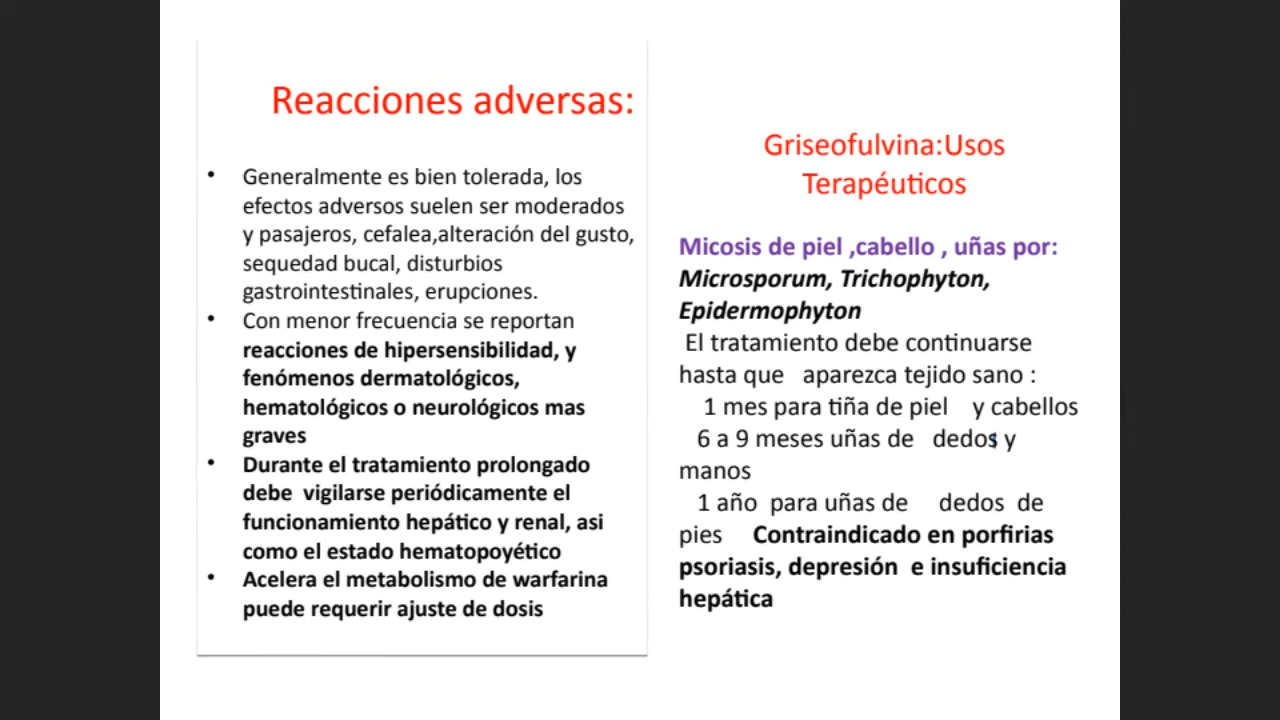 Reacciones adversas:
• Generalmente es bien tolerada, los
efectos adversos suelen ser moderados
y pasajeros, cefalea,alteración del gusto,
sequedad bucal, disturbios
gastrointestinales, erupciones.
• Con menor frecuencia se reportan
reacciones de hipersensibilidad, y
fenómenos dermatológicos,
hematológicos o neurológicos mas
graves
• Durante el tratamiento prolongado
debe vigilarse periódicamente el
funcionamiento hepático y renal, asi
como el estado hematopoyético
• Acelera el metabolismo de warfarina
puede requerir ajuste de dosis
Griseofulvina:Usos
Terapéuticos
Micosis de piel ,cabello , uñas por:
Microsporum, Trichophyton,
Epidermophyton
El tratamiento debe continuarse
hasta que aparezca tejido sano :
1 mes para tiña de piel y cabellos
6 a 9 meses uñas de dedos y
manos
1 año para uñas de dedos de
pies Contraindicado en porfirias
psoriasis, depresión e insuficiencia
hepática